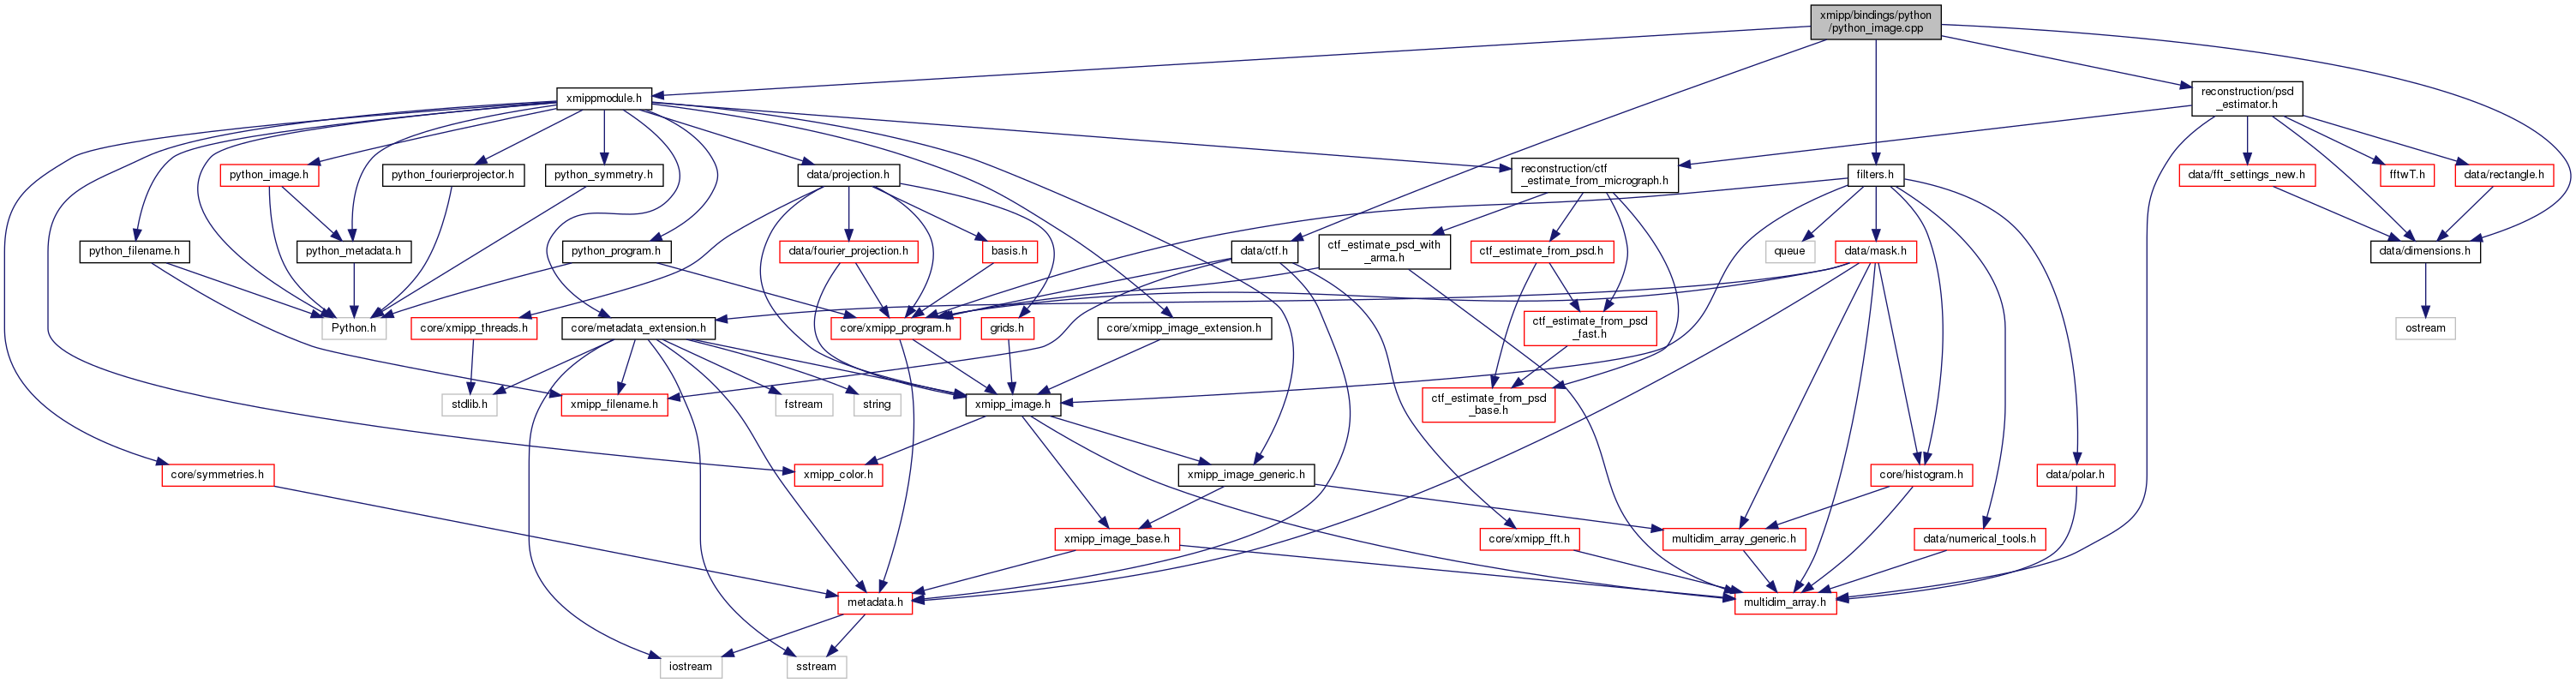 xmipp/bindings/python
/python_image.cpp
xmippmodule.h
reconstruction/psd
_estimator.h
python_image.h
python_fourierprojector.h
python_symmetry.h
data/projection.h
reconstruction/ctf
_estimate_from_micrograph.h
filters.h
data/fft_settings_new.h
fftwT.h
data/rectangle.h
python_filename.h
python_metadata.h
python_program.h
data/fourier_projection.h
basis.h
data/ctf.h
ctf_estimate_psd_with
_arma.h
ctf_estimate_from_psd.h
queue
data/mask.h
data/dimensions.h
Python.h
core/xmipp_threads.h
core/metadata_extension.h
core/xmipp_program.h
grids.h
core/xmipp_image_extension.h
ctf_estimate_from_psd
_fast.h
ostream
stdlib.h
xmipp_filename.h
fstream
string
xmipp_image.h
ctf_estimate_from_psd
_base.h
core/symmetries.h
xmipp_color.h
xmipp_image_generic.h
core/histogram.h
data/polar.h
xmipp_image_base.h
core/xmipp_fft.h
multidim_array_generic.h
data/numerical_tools.h
metadata.h
multidim_array.h
iostream
sstream